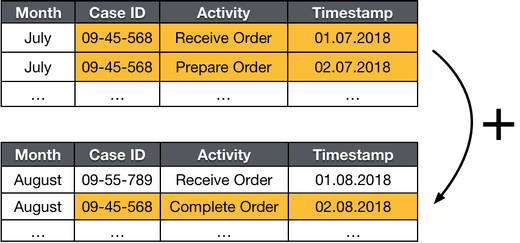 Month Case ID Activity Timestamp
July 09-45-568 Receive Order 01.07.2018
July 09-45-568 Prepare Order 02.07.2018
... ... ... ...
+
Month Case ID Activity Timestamp
August 09-55-789 Receive Order 01.08.2018
August 09-45-568 Complete Order 02.08.2018
... ... ... ...